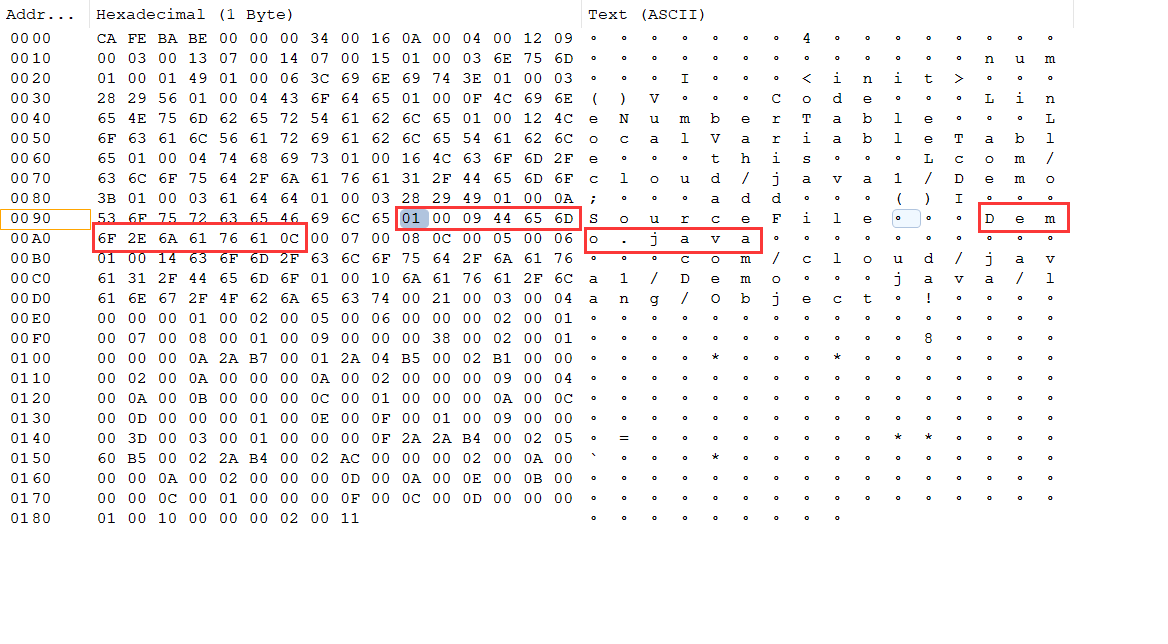 Addr... Hexadecimal (1 Byte) Text (ASCII)
0000 CA FE BA BE 00 00 00 34 00 16 0A 00 04 00 12 09 ∘ ∘ ∘ ∘ ∘ ∘ ∘ 4 ∘ ∘ ∘ ∘ ∘ ∘ ∘ ∘
0010 00 03 00 13 07 00 14 07 00 15 01 00 03 6E 75 6D ∘ ∘ ∘ ∘ ∘ ∘ ∘ ∘ ∘ ∘ ∘ ∘ ∘ n u m
0020 01 00 01 49 01 00 06 3C 69 6E 69 74 3E 01 00 03 ∘ ∘ ∘ I ∘ ∘ ∘ < i n i t > ∘ ∘ ∘
0030 28 29 56 01 00 04 43 6F 64 65 01 00 0F 4C 69 6E ( ) V ∘ ∘ ∘ C o d e ∘ ∘ ∘ L i n
0040 65 4E 75 6D 62 65 72 54 61 62 6C 65 01 00 12 4C e N u m b e r T a b l e ∘ ∘ ∘ L
0050 6F 63 61 6C 56 61 72 69 61 62 6C 65 54 61 62 6C o c a l V a r i a b l e T a b l
0060 65 01 00 04 74 68 69 73 01 00 16 4C 63 6F 6D 2F e ∘ ∘ ∘ t h i s ∘ ∘ ∘ L c o m /
0070 63 6C 6F 75 64 2F 6A 61 76 61 31 2F 44 65 6D 6F c l o u d / j a v a 1 / D e m o
0080 3B 01 00 03 61 64 64 01 00 03 28 29 49 01 00 0A ; ∘ ∘ ∘ a d d ∘ ∘ ∘ ( ) I ∘ ∘ ∘
0090 53 6F 75 72 63 65 46 69 6C 65 01 00 09 44 65 6D S o u r c e F i l e ∘ ∘ ∘ D e m
00A0 6F 2E 6A 61 76 61 0C 00 07 00 08 0C 00 05 00 06 o . j a v a ∘ ∘ ∘ ∘ ∘ ∘ ∘ ∘ ∘ ∘
00B0 01 00 14 63 6F 6D 2F 63 6C 6F 75 64 2F 6A 61 76 ∘ ∘ ∘ c o m / c l o u d / j a v
00C0 61 31 2F 44 65 6D 6F 01 00 10 6A 61 76 61 2F 6C a 1 / D e m o ∘ ∘ ∘ j a v a / l
00D0 61 6E 67 2F 4F 62 6A 65 63 74 00 21 00 03 00 04 a n g / O b j e c t ∘ ! ∘ ∘ ∘ ∘
00E0 00 00 00 01 00 02 00 05 00 06 00 00 00 02 00 01 ∘ ∘ ∘ ∘ ∘ ∘ ∘ ∘ ∘ ∘ ∘ ∘ ∘ ∘ ∘ ∘
00F0 00 07 00 08 00 01 00 09 00 00 00 38 00 02 00 01 ∘ ∘ ∘ ∘ ∘ ∘ ∘ ∘ ∘ ∘ ∘ 8 ∘ ∘ ∘ ∘
0100 00 00 00 0A 2A B7 00 01 2A 04 B5 00 02 B1 00 00 ∘ ∘ ∘ ∘ * ∘ ∘ ∘ * ∘ ∘ ∘ ∘ ∘ ∘ ∘
0110 00 02 00 0A 00 00 00 0A 00 02 00 00 00 09 00 04 ∘ ∘ ∘ ∘ ∘ ∘ ∘ ∘ ∘ ∘ ∘ ∘ ∘ ∘ ∘ ∘
0120 00 0A 00 0B 00 00 00 0C 00 01 00 00 00 0A 00 0C ∘ ∘ ∘ ∘ ∘ ∘ ∘ ∘ ∘ ∘ ∘ ∘ ∘ ∘ ∘ ∘
0130 00 0D 00 00 00 01 00 0E 00 0F 00 01 00 09 00 00 ∘ ∘ ∘ ∘ ∘ ∘ ∘ ∘ ∘ ∘ ∘ ∘ ∘ ∘ ∘ ∘
0140 00 3D 00 03 00 01 00 00 00 0F 2A 2A B4 00 02 05 ∘ = ∘ ∘ ∘ ∘ ∘ ∘ ∘ ∘ * * ∘ ∘ ∘ ∘
0150 60 B5 00 02 2A B4 00 02 AC 00 00 00 02 00 0A 00 ` ∘ ∘ ∘ * ∘ ∘ ∘ ∘ ∘ ∘ ∘ ∘ ∘ ∘ ∘
0160 00 00 0A 00 02 00 00 00 0D 00 0A 00 0E 00 0B 00 ∘ ∘ ∘ ∘ ∘ ∘ ∘ ∘ ∘ ∘ ∘ ∘ ∘ ∘ ∘ ∘
0170 00 00 0C 00 01 00 00 00 0F 00 0C 00 0D 00 00 00 ∘ ∘ ∘ ∘ ∘ ∘ ∘ ∘ ∘ ∘ ∘ ∘ ∘ ∘ ∘ ∘
0180 01 00 10 00 00 00 02 00 11 ∘ ∘ ∘ ∘ ∘ ∘ ∘ ∘ ∘